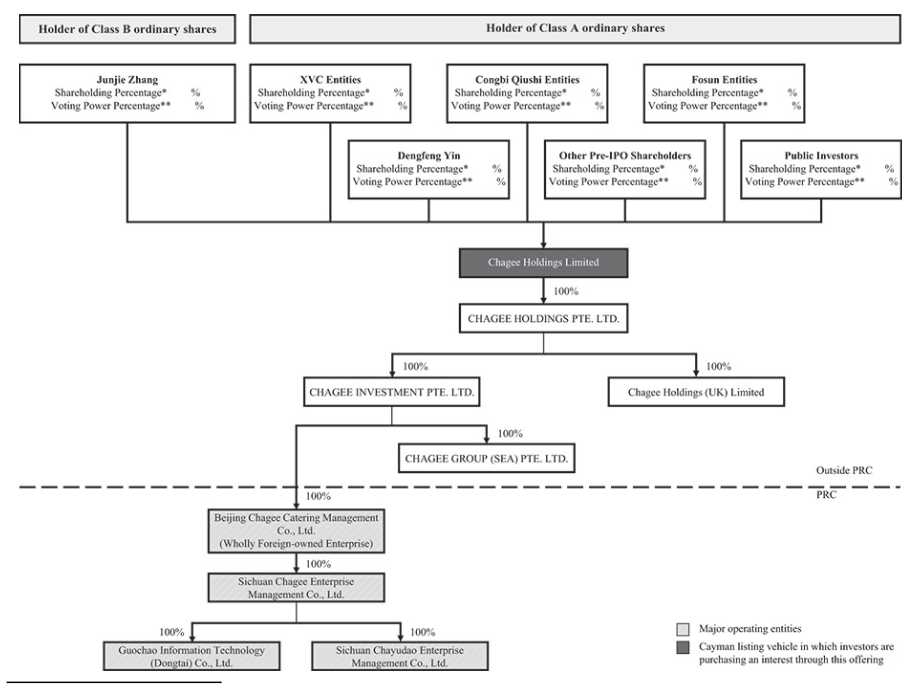 Holder of Class B ordinary shares
Holder of Class A ordinary shares
Junjie Zhang
Shareholding Percentage* %
Voting Power Percentage** %
XVC Entities
Shareholding Percentage* %
Voting Power Percentage** %
Congbi Qiushi Entities
Shareholding Percentage* %
Voting Power Percentage** %
Fosun Entities
Shareholding Percentage* %
Voting Power Percentage** %
Dengfeng Yin
Shareholding Percentage* %
Voting Power Percentage** %
Other Pre-IPO Shareholders
Shareholding Percentage* %
Voting Power Percentage** %
Public Investors
Shareholding Percentage* %
Voting Power Percentage** %
Chagee Holdings Limited
100%
CHAGEE HOLDINGS PTE. LTD.
100%
100%
CHAGEE INVESTMENT PTE. LTD.
Chagee Holdings (UK) Limited
100%
CHAGEE GROUP (SEA) PTE. LTD.
Outside PRC
PRC
100%
Beijing Chagee Catering Management
Co., Ltd.
(Wholly Foreign-owned Enterprise)
100%
Sichuan Chagee Enterprise
Management Co., Ltd.
100%
100%
Guochao Information Technology
(Dongtai) Co., Ltd.
Sichuan Chayudao Enterprise
Management Co., Ltd.
Major operating entities
Cayman listing vehicle in which investors are
purchasing an interest through this offering